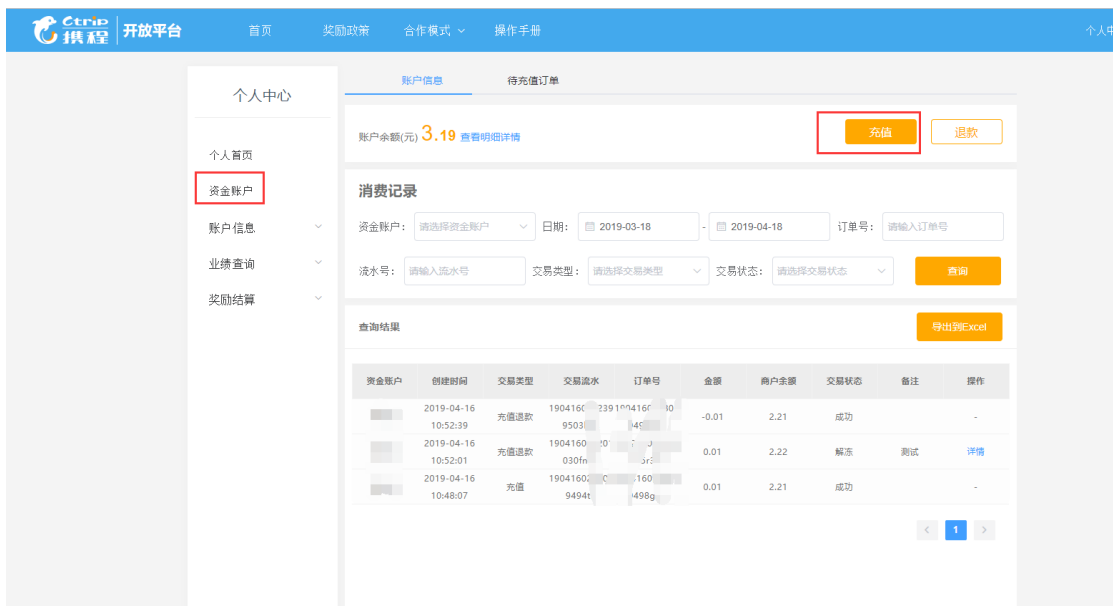 Ctrip 携程 开放平台 首页 奖励政策 合作模式 操作手册 个人中
个人中心
个人首页
资金账户
账户信息
业绩查询
奖励结算
账户信息 待充值订单
账户余额(元) 3.19 查看明细详情 充值 退款
消费记录
资金账户: 请选择资金账户 日期: 2019-03-18 - 2019-04-18 订单号: 请输入订单号
流水号: 请输入流水号 交易类型: 请选择交易类型 交易状态: 请选择交易状态 查询
查询结果 导出到Excel
资金账户 创建时间 交易类型 交易流水 订单号 金额 商户余额 交易状态 备注 操作
2019-04-16 10:52:39 充值退款 -0.01 2.21 成功 -
2019-04-16 10:52:01 充值退款 0.01 2.22 解冻 测试 详情
2019-04-16 10:48:07 充值 0.01 2.21 成功 -
< 1 >